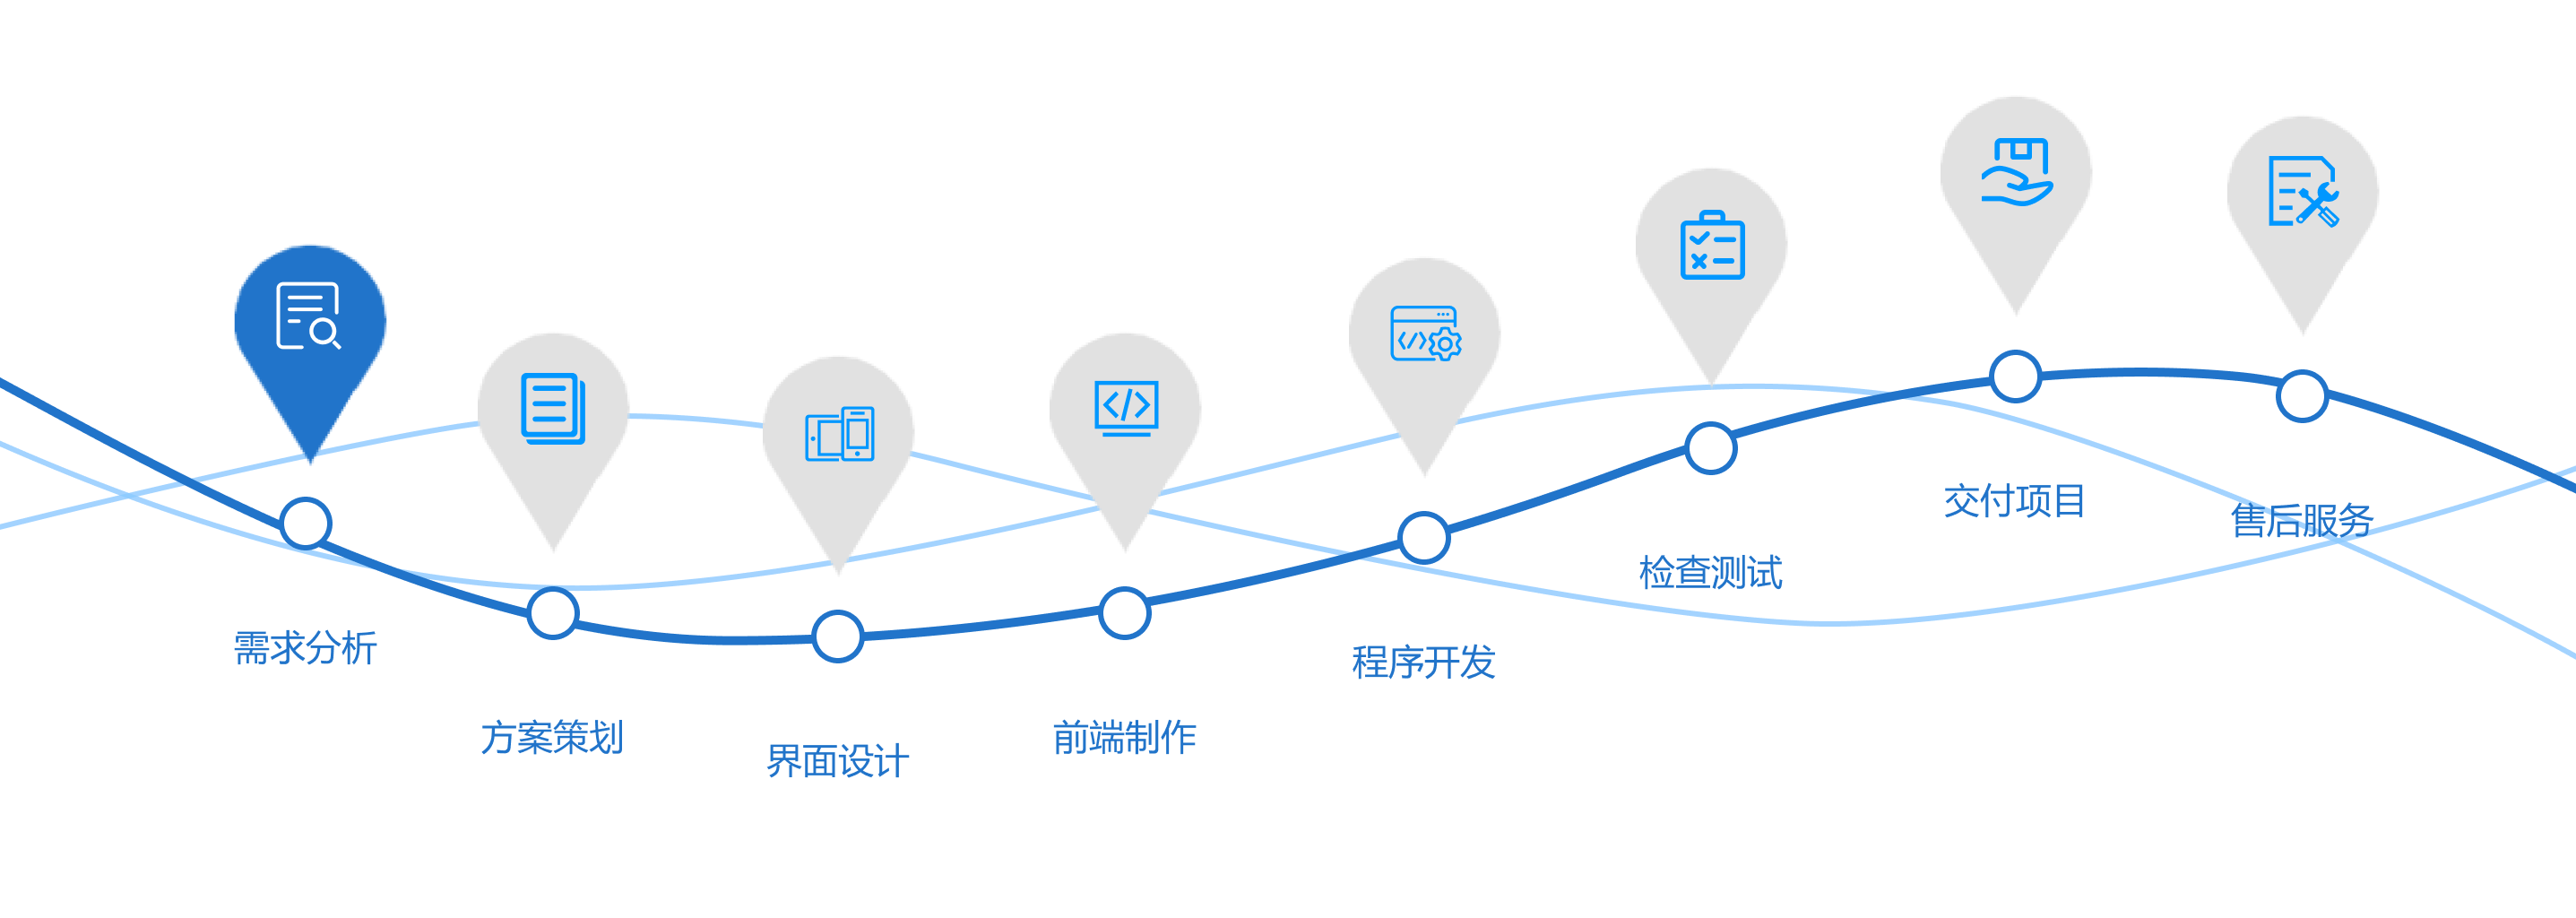 需求分析
方案策划
界面设计
前端制作
程序开发
检查测试
交付项目
售后服务